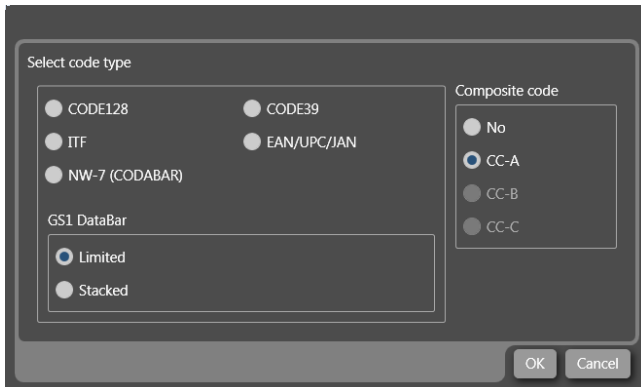 Select code type
CODE128
CODE39
ITF
EAN/UPC/JAN
NW-7 (CODABAR)
GS1 DataBar
Limited
Stacked
Composite code
No
CC-A
CC-B
CC-C
OK
Cancel